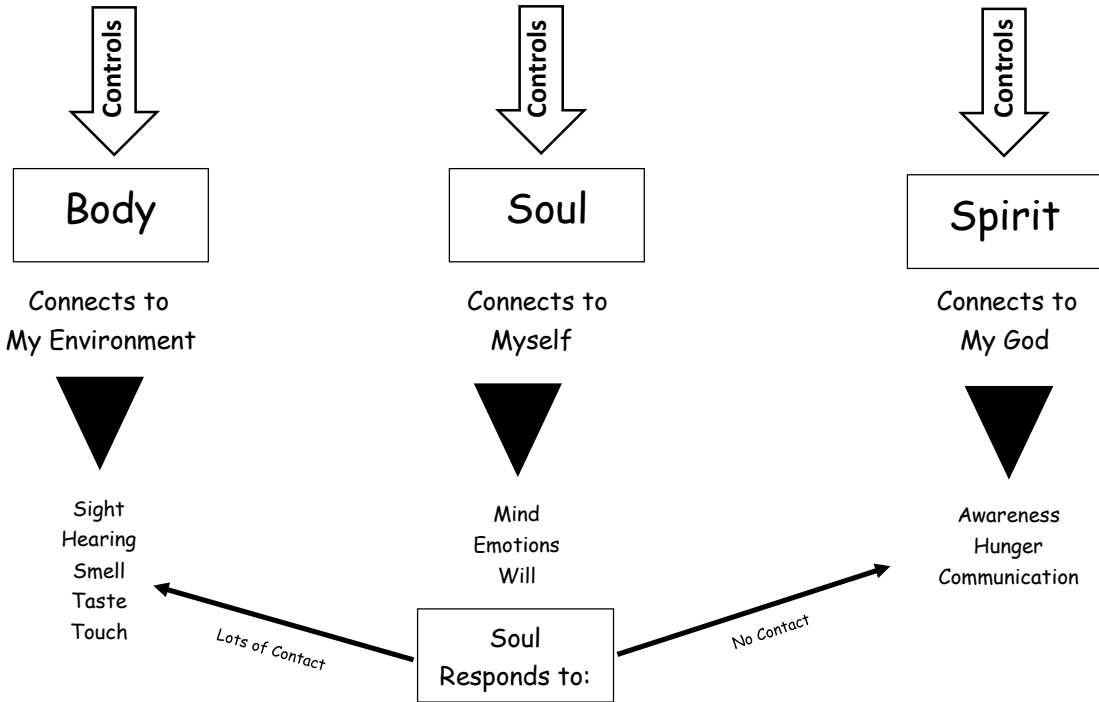 Controls
Controls
Controls
Body
Soul
Spirit
Connects to
My Environment
Connects to
Myself
Connects to
My God
Sight
Hearing
Smell
Taste
Touch
Mind
Emotions
Will
Awareness
Hunger
Communication
Lots of Contact
Soul
Responds to:
No Contact